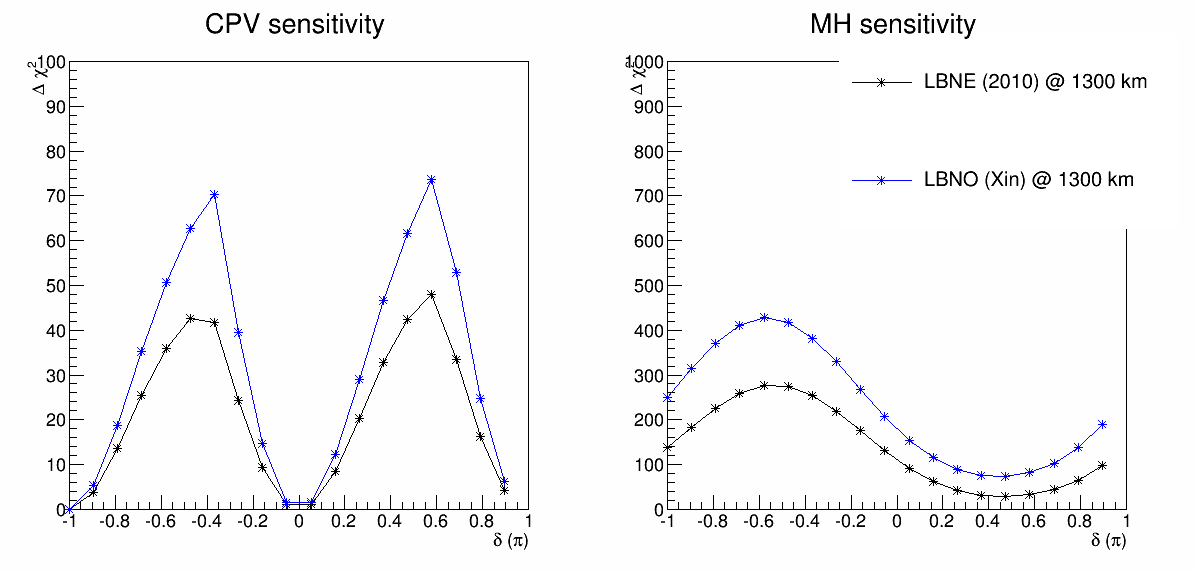 CPV sensitivity
Δ χ²
100
90
80
70
60
50
40
30
20
10
0
-1 -0.8 -0.6 -0.4 -0.2 0 0.2 0.4 0.6 0.8 1
δ (π)
MH sensitivity
Δ χ²
1000
900
800
700
600
500
400
300
200
100
0
-1 -0.8 -0.6 -0.4 -0.2 0 0.2 0.4 0.6 0.8 1
δ (π)
LBNE (2010) @ 1300 km
LBNO (Xin) @ 1300 km